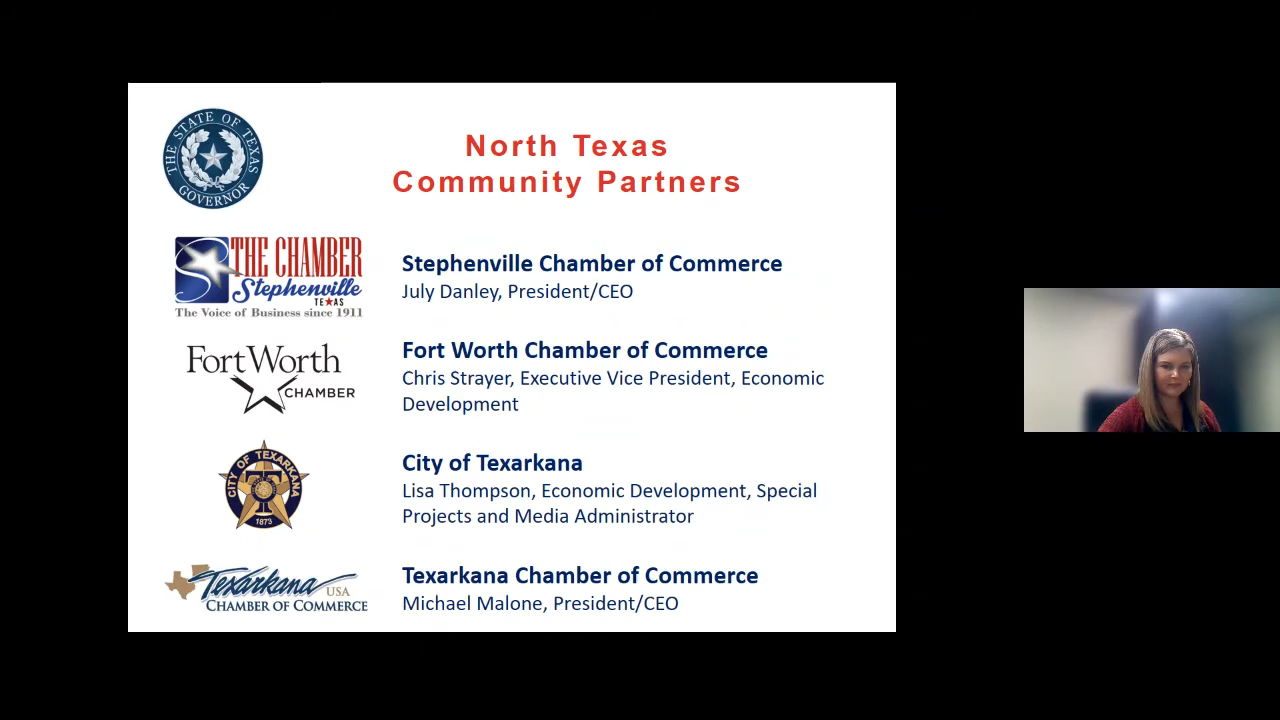 THE STATE OF TEXAS
GOVERNOR
North Texas
Community Partners
S THE CHAMBER
Stephenville
TEXAS
The Voice of Business since 1911
Stephenville Chamber of Commerce
July Danley, President/CEO
Fort Worth
CHAMBER
Fort Worth Chamber of Commerce
Chris Strayer, Executive Vice President, Economic
Development
CITY OF TEXARKANA
T
1873
City of Texarkana
Lisa Thompson, Economic Development, Special
Projects and Media Administrator
Texarkana
USA
CHAMBER OF COMMERCE
Texarkana Chamber of Commerce
Michael Malone, President/CEO